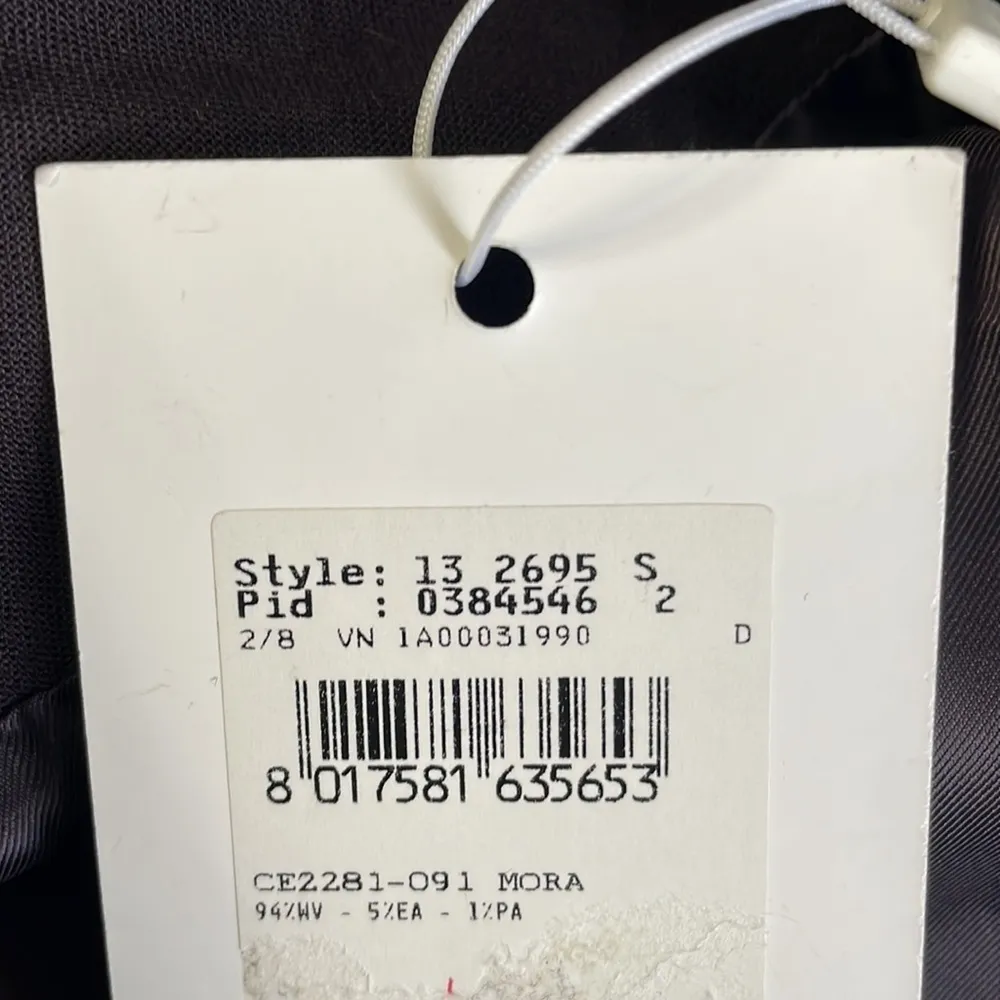 Style: 13 2695 S
Pid : 0384546 2
2/8 VN 1A00031990 D
8 017581 635653
CE2281-091 MORA
94%WV - 5%EA - 1%PA